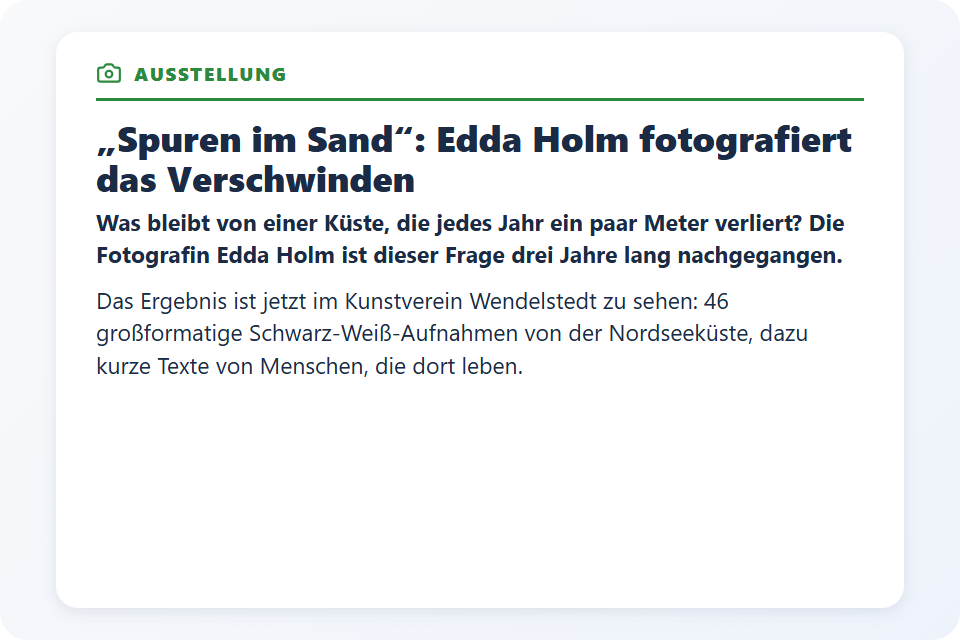 AUSSTELLUNG
„Spuren im Sand“: Edda Holm fotografiert
das Verschwinden
Was bleibt von einer Küste, die jedes Jahr ein paar Meter verliert? Die
Fotografin Edda Holm ist dieser Frage drei Jahre lang nachgegangen.
Das Ergebnis ist jetzt im Kunstverein Wendelstedt zu sehen: 46
großformatige Schwarz-Weiß-Aufnahmen von der Nordseeküste, dazu
kurze Texte von Menschen, die dort leben.